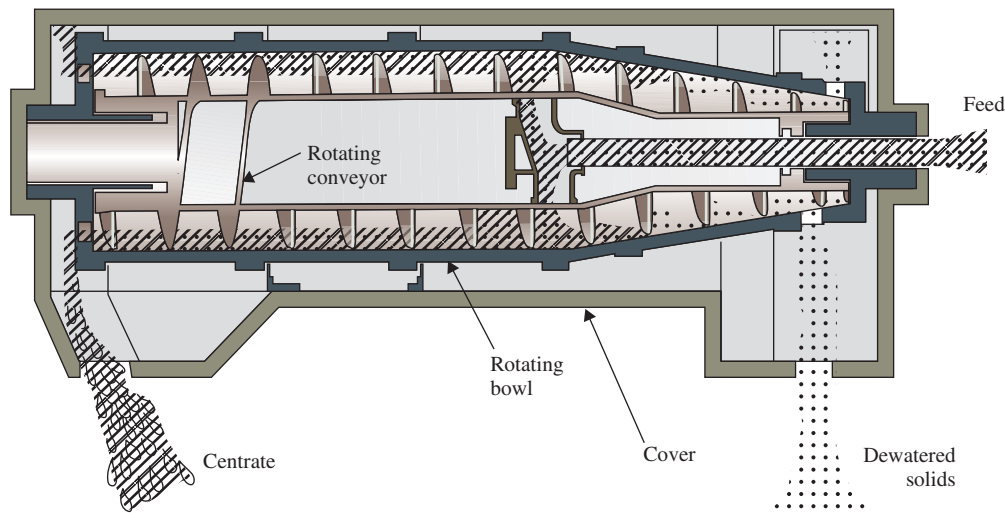 Feed
Rotating
conveyor
Rotating
bowl
Cover
Centrate
Dewatered
solids